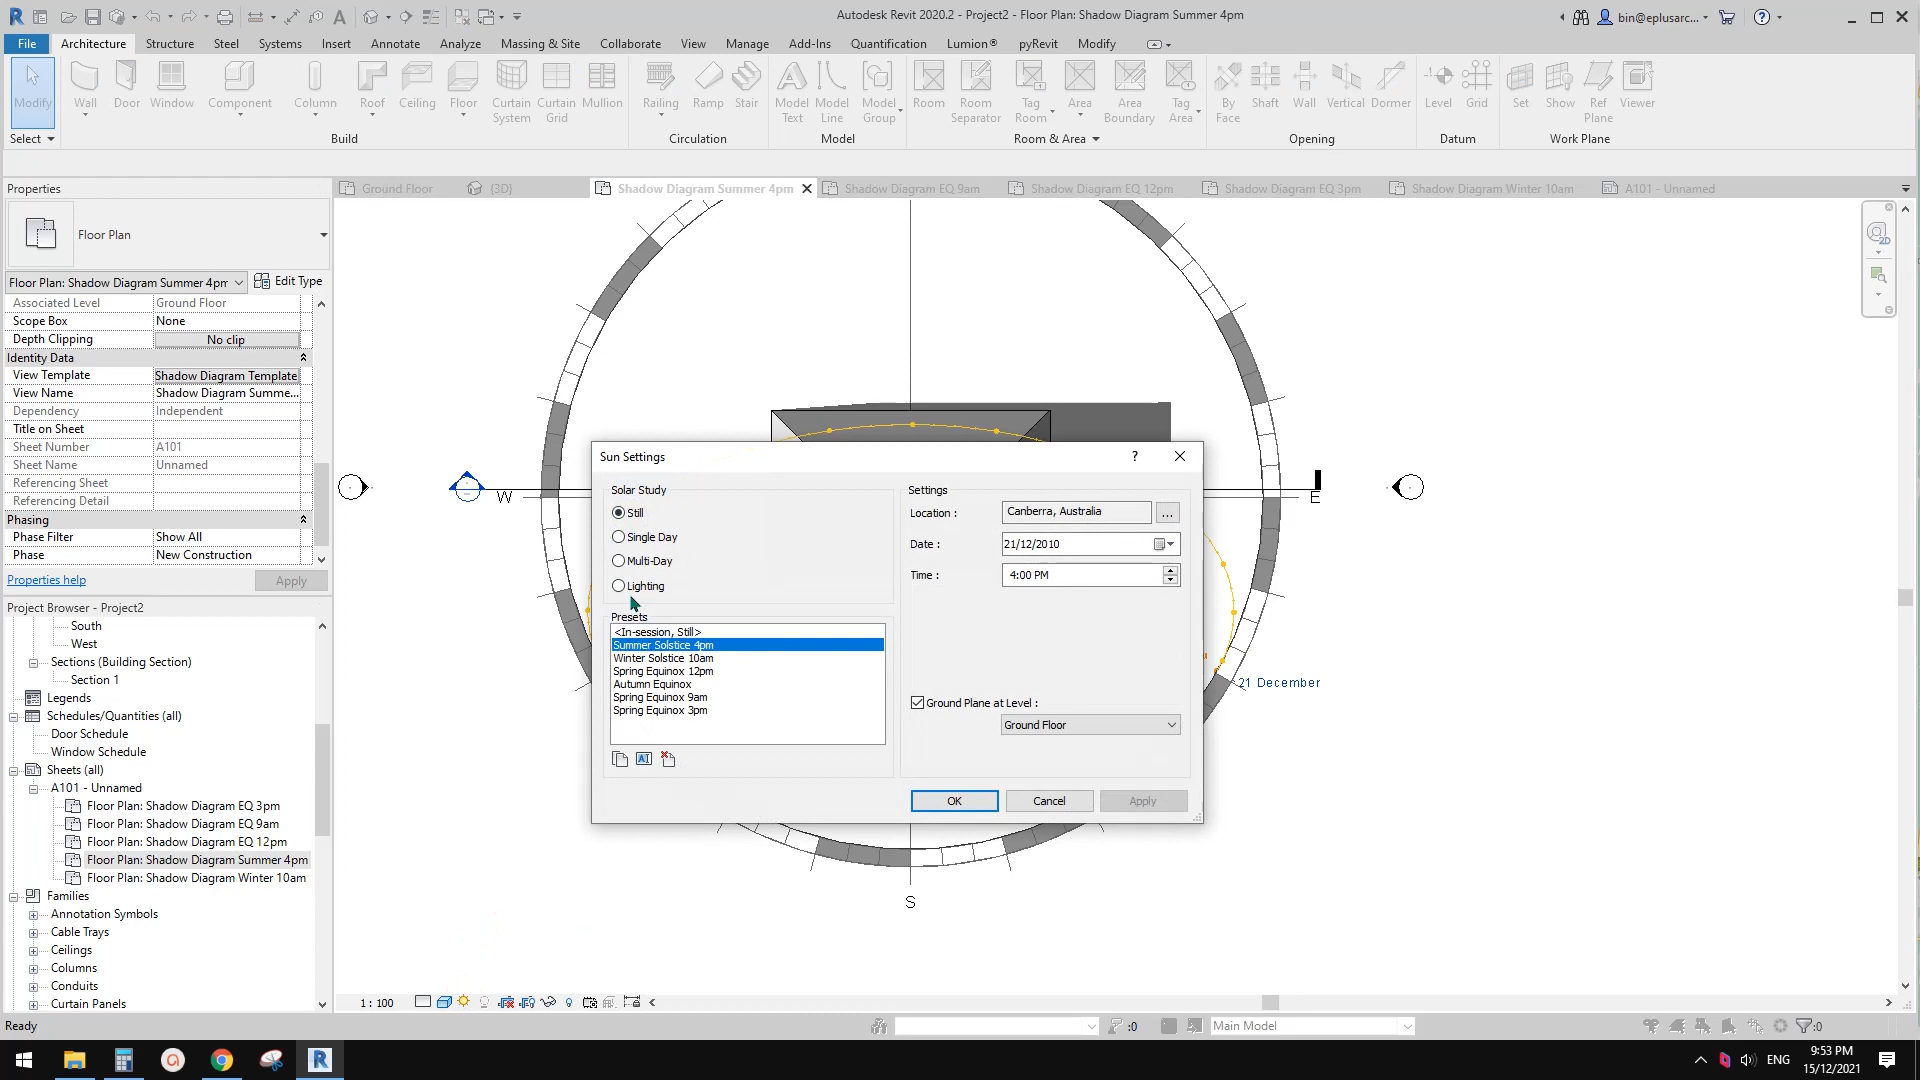 Autodesk Revit 2020.2 - Project2 - Floor Plan: Shadow Diagram Summer 4pm
bin@eplusarc...
File Architecture Structure Steel Systems Insert Annotate Analyze Massing & Site Collaborate View Manage Add-Ins Quantification Lumion® pyRevit Modify
Modify Wall Door Window Component Column Roof Ceiling Floor Curtain System Curtain Grid Mullion Railing Ramp Stair Model Text Model Line Model Group Room Room Separator Tag Room Area Area Boundary Tag Area By Face Shaft Wall Vertical Dormer Level Grid Set Show Ref Plane Viewer
Select Build Circulation Model Room & Area Opening Datum Work Plane
Properties
Ground Floor {3D} Shadow Diagram Summer 4pm Shadow Diagram EQ 9am Shadow Diagram EQ 12pm Shadow Diagram EQ 3pm Shadow Diagram Winter 10am A101 - Unnamed
Floor Plan
Floor Plan: Shadow Diagram Summer 4pm Edit Type
Associated Level Ground Floor
Scope Box None
Depth Clipping No clip
Identity Data
View Template Shadow Diagram Template
View Name Shadow Diagram Summe...
Dependency Independent
Title on Sheet
Sheet Number A101
Sheet Name Unnamed
Referencing Sheet
Referencing Detail
Phasing
Phase Filter Show All
Phase New Construction
Properties help Apply
Project Browser - Project2
South
West
Sections (Building Section)
Section 1
Legends
Schedules/Quantities (all)
Door Schedule
Window Schedule
Sheets (all)
A101 - Unnamed
Floor Plan: Shadow Diagram EQ 3pm
Floor Plan: Shadow Diagram EQ 9am
Floor Plan: Shadow Diagram EQ 12pm
Floor Plan: Shadow Diagram Summer 4pm
Floor Plan: Shadow Diagram Winter 10am
Families
Annotation Symbols
Cable Trays
Ceilings
Columns
Conduits
Curtain Panels
W
E
S
21 December
2D
Sun Settings
Solar Study
Still
Single Day
Multi-Day
Lighting
Presets
<In-session, Still>
Summer Solstice 4pm
Winter Solstice 10am
Spring Equinox 12pm
Autumn Equinox
Spring Equinox 9am
Spring Equinox 3pm
Settings
Location : Canberra, Australia ...
Date : 21/12/2010
Time : 4:00 PM
Ground Plane at Level :
Ground Floor
OK Cancel Apply
1 : 100
Ready
:0 Main Model :0
ENG
9:53 PM
15/12/2021